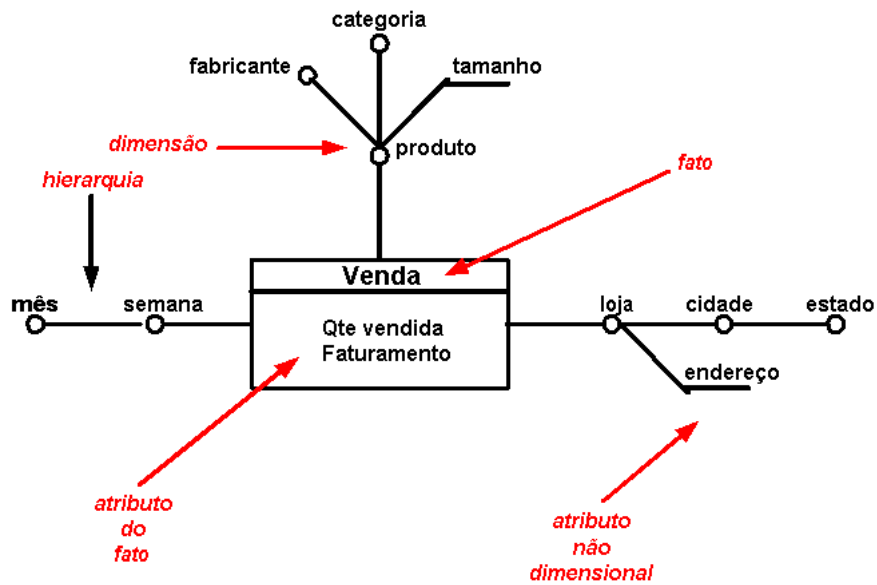 categoria
fabricante
tamanho
dimensão
produto
hierarquia
fato
Venda
mês
semana
loja
cidade
estado
Qte vendida
Faturamento
endereço
atributo
do
fato
atributo
não
dimensional